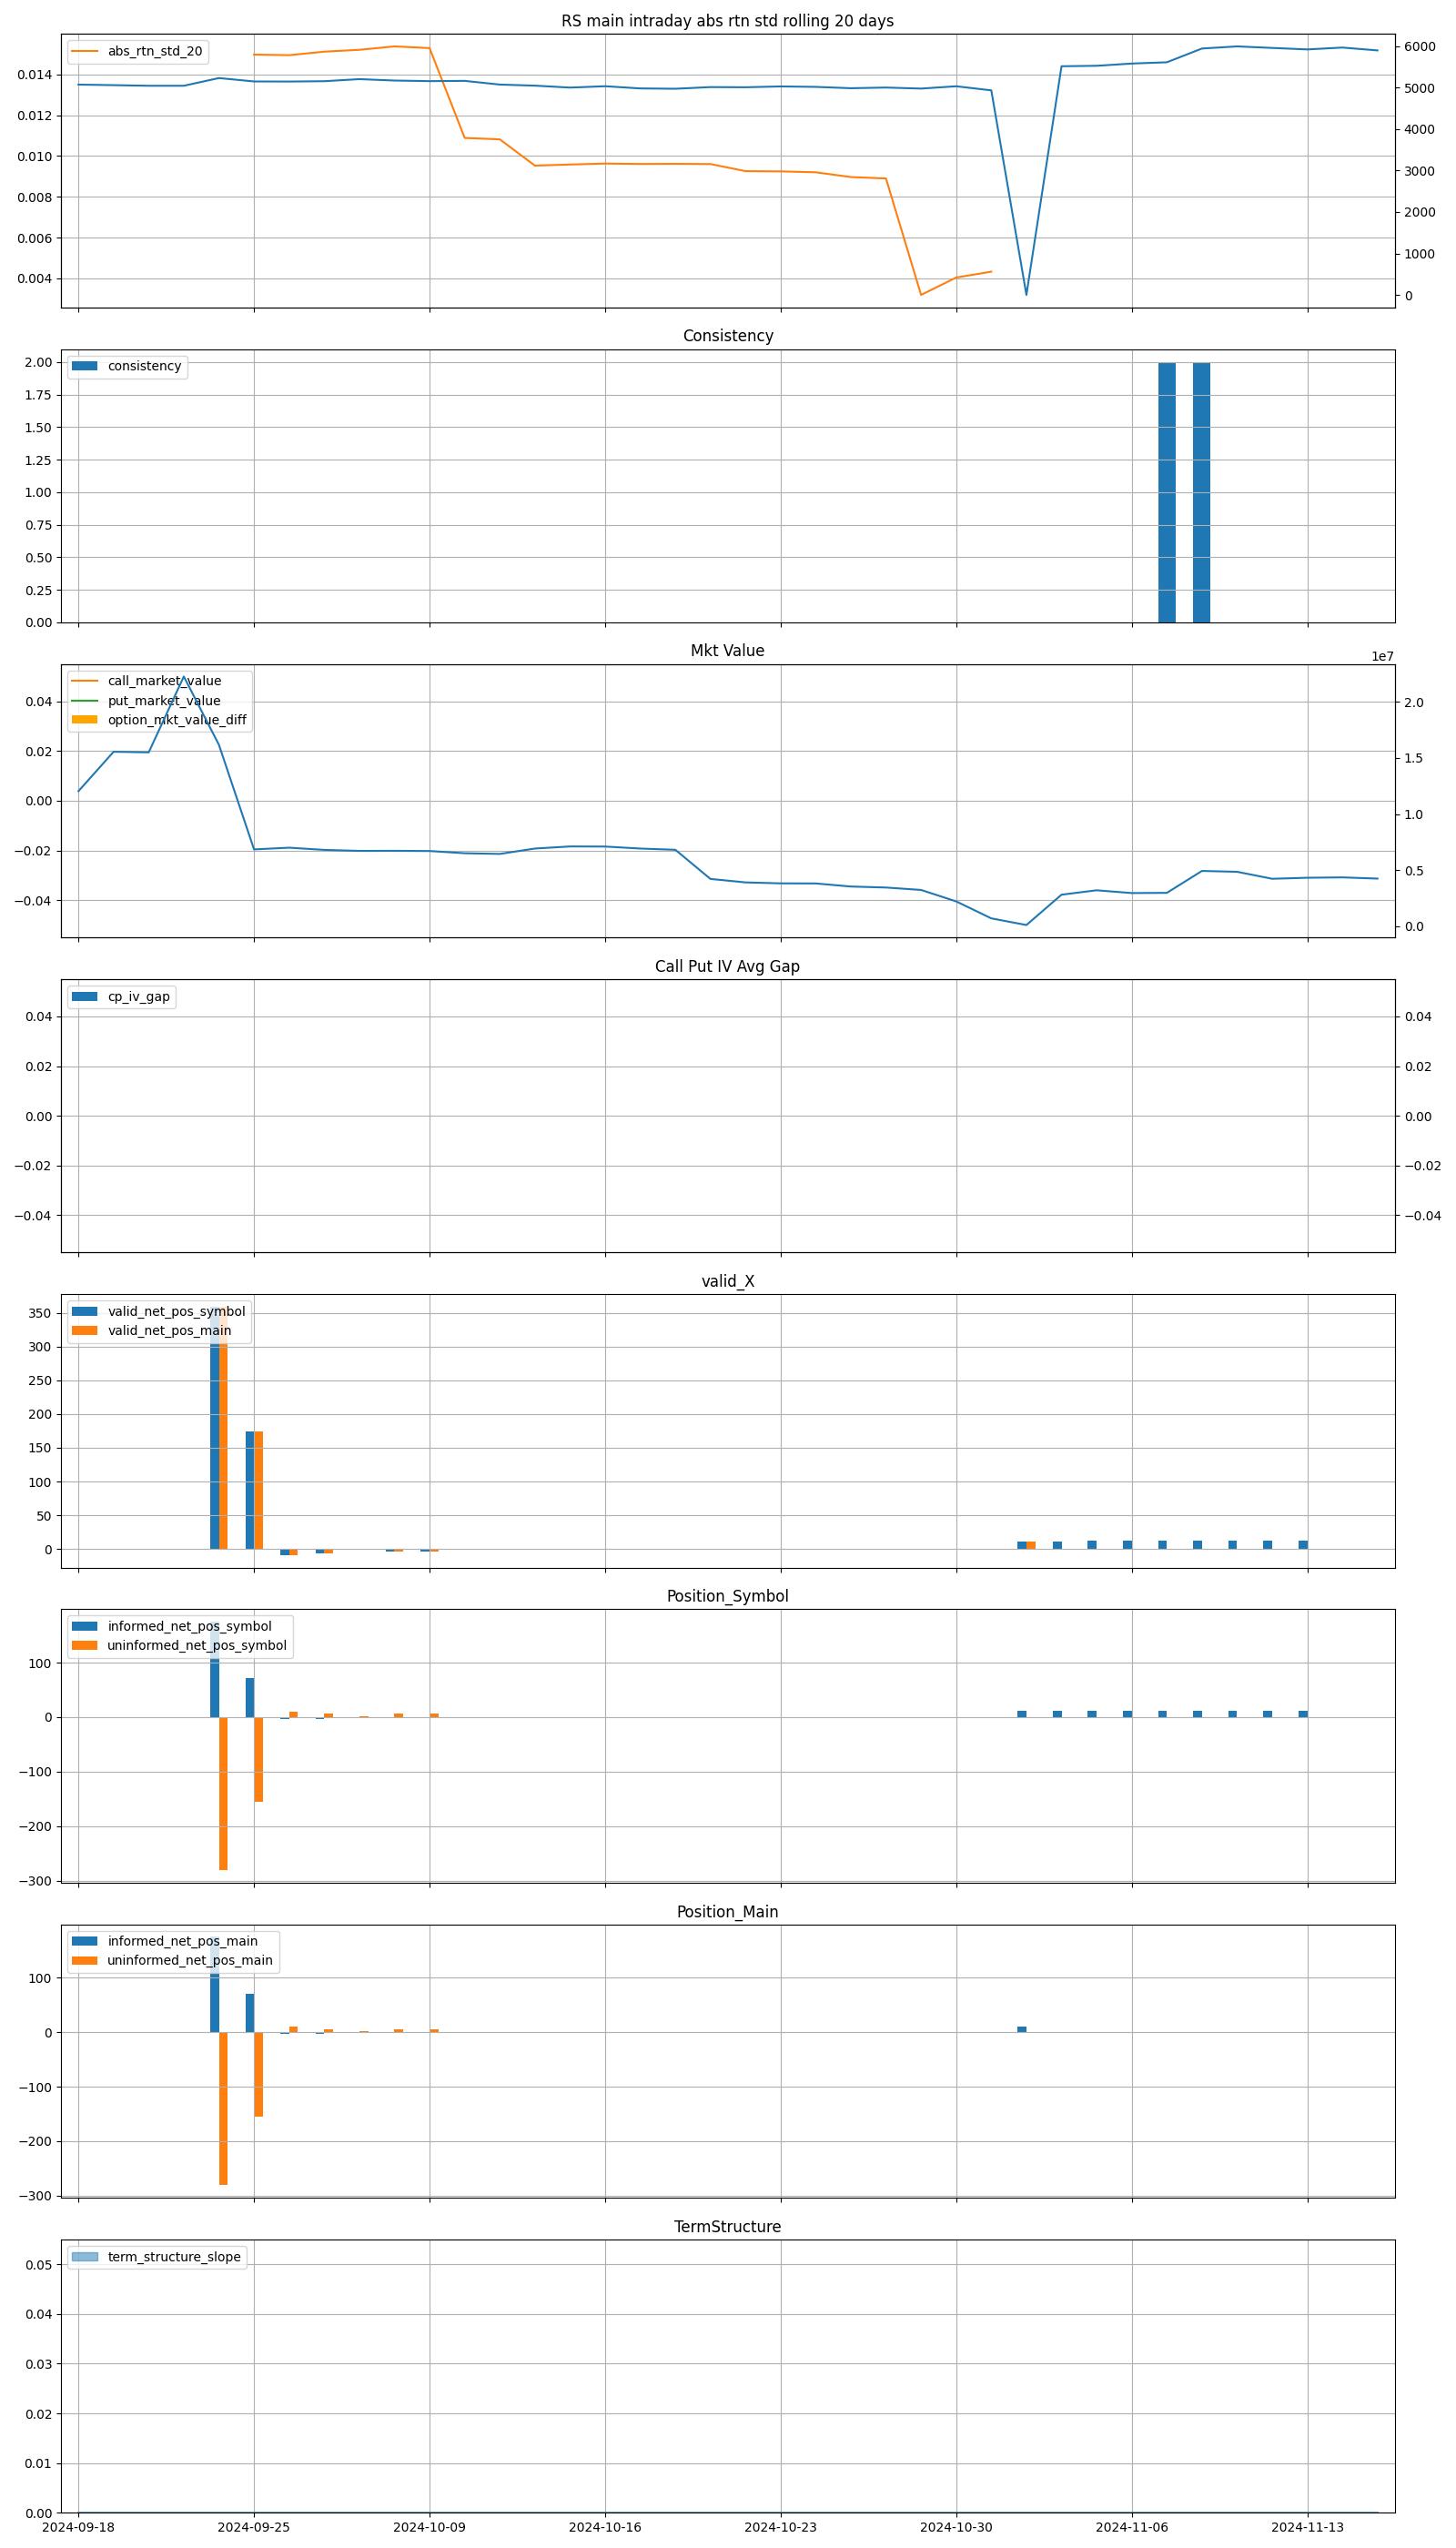 RS main intraday abs rtn std rolling 20 days
abs_rtn_std_20
0.014
0.012
0.010
0.008
0.006
0.004
6000
5000
4000
3000
2000
1000
0
Consistency
consistency
2.00
1.75
1.50
1.25
1.00
0.75
0.50
0.25
0.00
Mkt Value
1e7
call_market_value
put_market_value
option_mkt_value_diff
0.04
0.02
0.00
−0.02
−0.04
2.0
1.5
1.0
0.5
0.0
Call Put IV Avg Gap
cp_iv_gap
0.04
0.02
0.00
−0.02
−0.04
0.04
0.02
0.00
−0.02
−0.04
valid_X
valid_net_pos_symbol
valid_net_pos_main
350
300
250
200
150
100
50
0
Position_Symbol
informed_net_pos_symbol
uninformed_net_pos_symbol
100
0
−100
−200
−300
Position_Main
informed_net_pos_main
uninformed_net_pos_main
100
0
−100
−200
−300
TermStructure
term_structure_slope
0.05
0.04
0.03
0.02
0.01
0.00
2024-09-18 2024-09-25 2024-10-09 2024-10-16 2024-10-23 2024-10-30 2024-11-06 2024-11-13